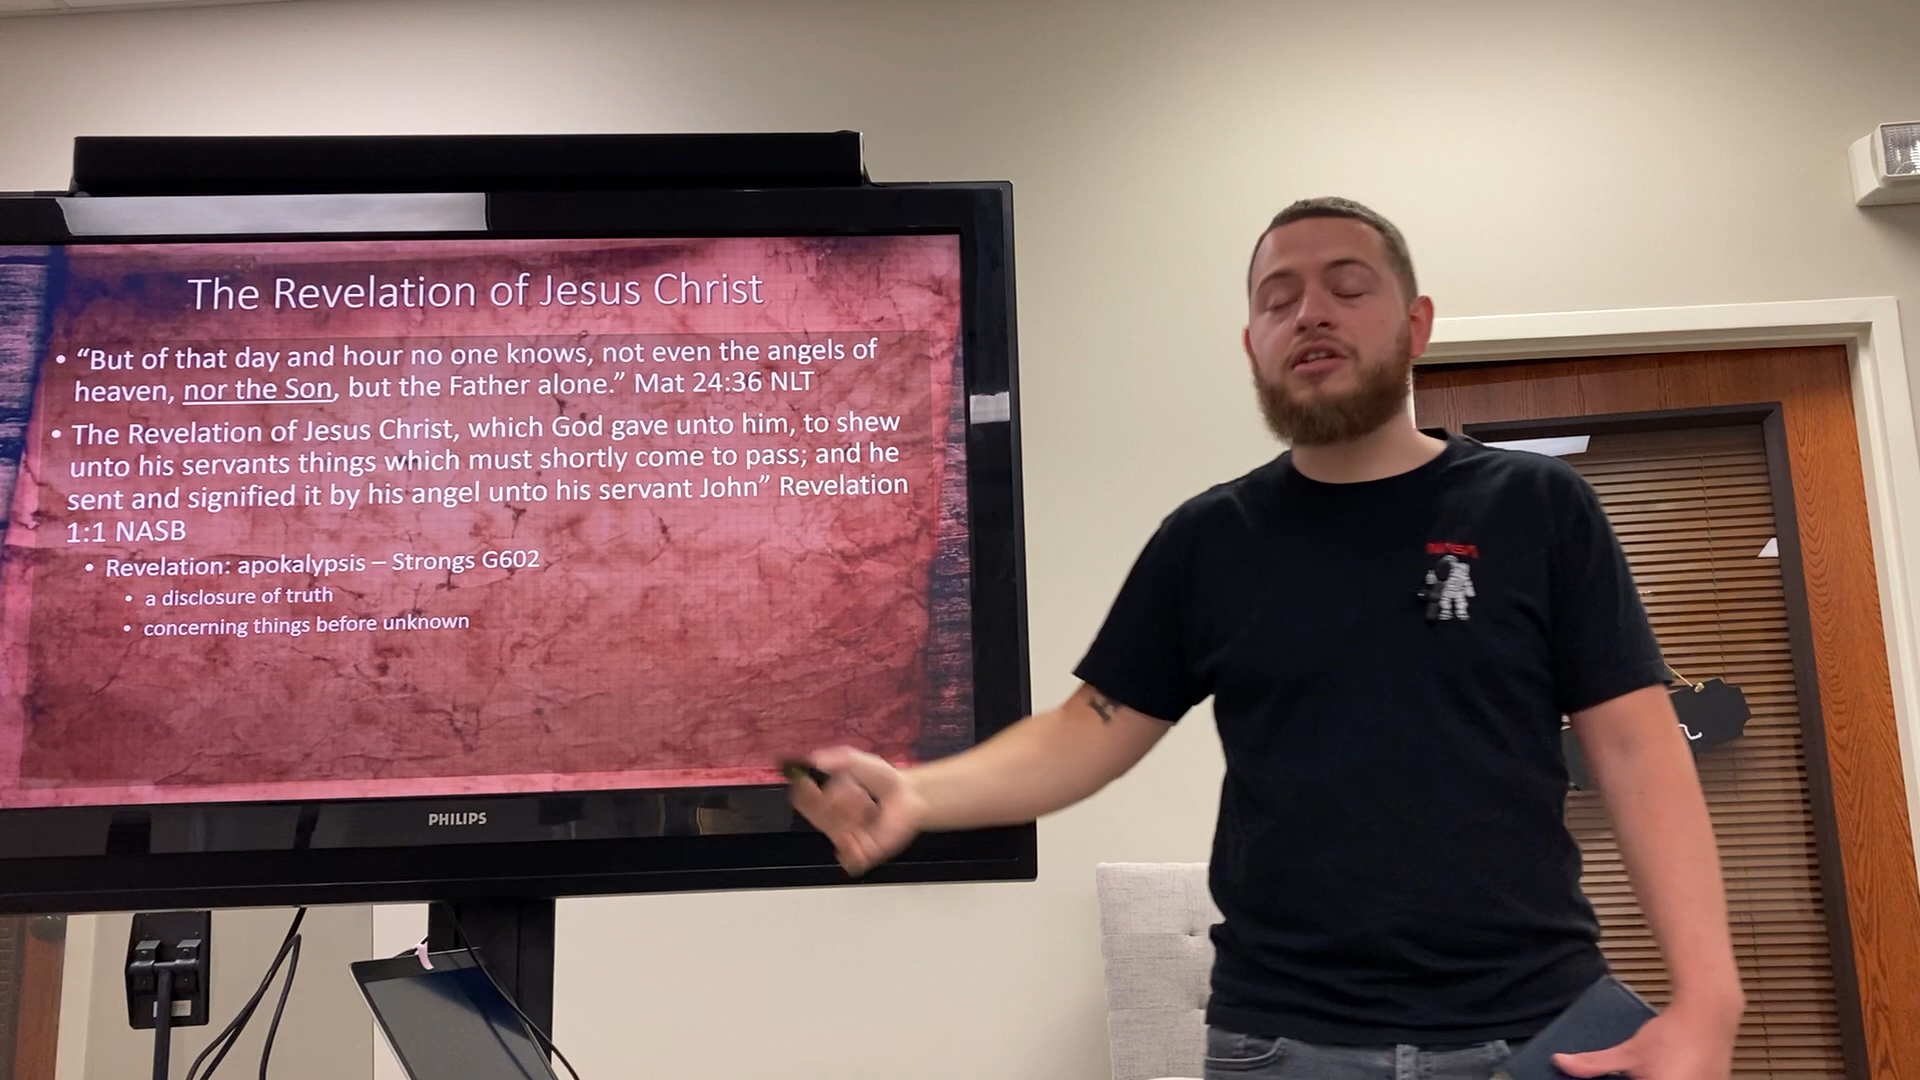 The Revelation of Jesus Christ
• “But of that day and hour no one knows, not even the angels of
heaven, nor the Son, but the Father alone.” Mat 24:36 NLT
• The Revelation of Jesus Christ, which God gave unto him, to shew
unto his servants things which must shortly come to pass; and he
sent and signified it by his angel unto his servant John” Revelation
1:1 NASB
• Revelation: apokalypsis – Strongs G602
• a disclosure of truth
• concerning things before unknown
PHILIPS
NASA